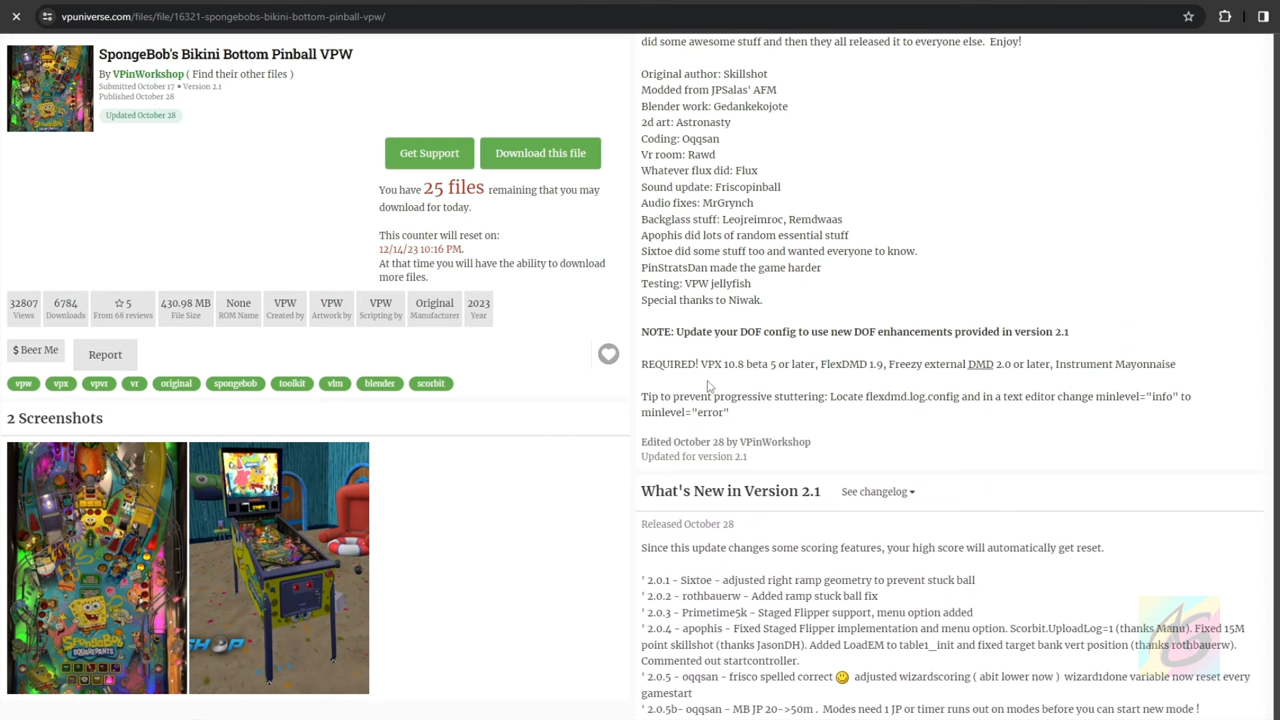 vpuniverse.com/files/file/16321-spongebobs-bikini-bottom-pinball-vpw/
SpongeBob's Bikini Bottom Pinball VPW
By VPinWorkshop ( Find their other files )
Submitted October 17 • Version 2.1
Published October 28
Updated October 28
Get Support
Download this file
You have 25 files remaining that you may
download for today.
This counter will reset on:
12/14/23 10:16 PM.
At that time you will have the ability to download
more files.
32807 6784 ☆ 5 430.98 MB None VPW VPW VPW Original 2023
Views Downloads From 68 reviews File Size ROM Name Created by Artwork by Scripting by Manufacturer Year
$ Beer Me
Report
vpw vpx vpvr vr original spongebob toolkit vlm blender scorbit
2 Screenshots
SPONGEBOB
SQUAREPANTS
SHOP
did some awesome stuff and then they all released it to everyone else. Enjoy!
Original author: Skillshot
Modded from JPSalas' AFM
Blender work: Gedankekojote
2d art: Astronasty
Coding: Oqqsan
Vr room: Rawd
Whatever flux did: Flux
Sound update: Friscopinball
Audio fixes: MrGrynch
Backglass stuff: Leojreimroc, Remdwaas
Apophis did lots of random essential stuff
Sixtoe did some stuff too and wanted everyone to know.
PinStratsDan made the game harder
Testing: VPW jellyfish
Special thanks to Niwak.
NOTE: Update your DOF config to use new DOF enhancements provided in version 2.1
REQUIRED! VPX 10.8 beta 5 or later, FlexDMD 1.9, Freezy external DMD 2.0 or later, Instrument Mayonnaise
Tip to prevent progressive stuttering: Locate flexdmd.log.config and in a text editor change minlevel="info" to
minlevel="error"
Edited October 28 by VPinWorkshop
Updated for version 2.1
What's New in Version 2.1 See changelog
Released October 28
Since this update changes some scoring features, your high score will automatically get reset.
' 2.0.1 - Sixtoe - adjusted right ramp geometry to prevent stuck ball
' 2.0.2 - rothbauerw - Added ramp stuck ball fix
' 2.0.3 - Primetime5k - Staged Flipper support, menu option added
' 2.0.4 - apophis - Fixed Staged Flipper implementation and menu option. Scorbit.UploadLog=1 (thanks Manu). Fixed 15M
point skillshot (thanks JasonDH). Added LoadEM to table1_init and fixed target bank vert position (thanks rothbauerw).
Commented out startcontroller.
' 2.0.5 - oqqsan - frisco spelled correct adjusted wizardscoring ( abit lower now ) wizard1done variable now reset every
gamestart
' 2.0.5b- oqqsan - MB JP 20->50m . Modes need 1 JP or timer runs out on modes before you can start new mode !